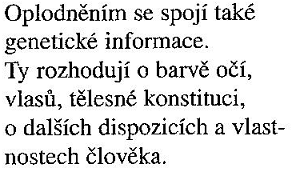 Oplodněním se spojí také
genetické informace.
Ty rozhodují o barvě očí,
vlasů, tělesné konstituci,
o dalších dispozicích a vlast-
nostech člověka.